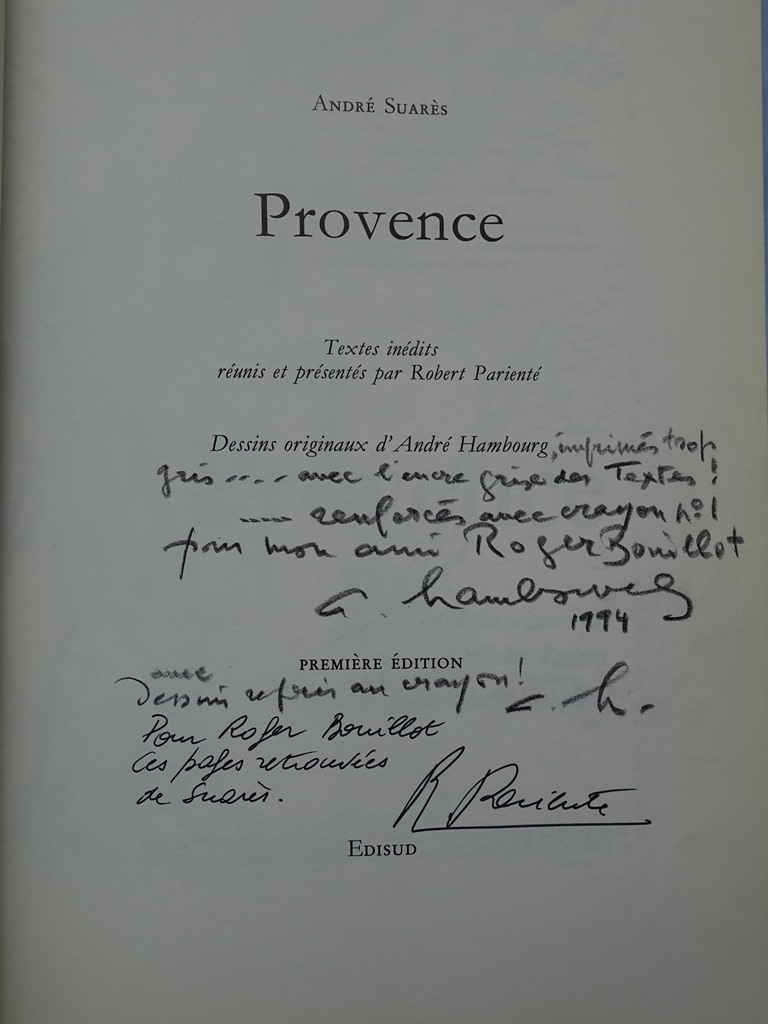 ANDRÉ SUARÈS
Provence
Textes inédits
réunis et présentés par Robert Parienté
Dessins originaux d'André Hambourg, imprimés trop
gris .... avec l'encre grise des Textes !
..... renforcés avec crayon n°1
pour mon ami Roger Bouillot
a. hambourg
1994
PREMIÈRE ÉDITION
avec
Dessins repris au crayon ! a. h.
Pour Roger Bouillot
Ces pages retrouvées
de Suarès.
R Parienté
EDISUD